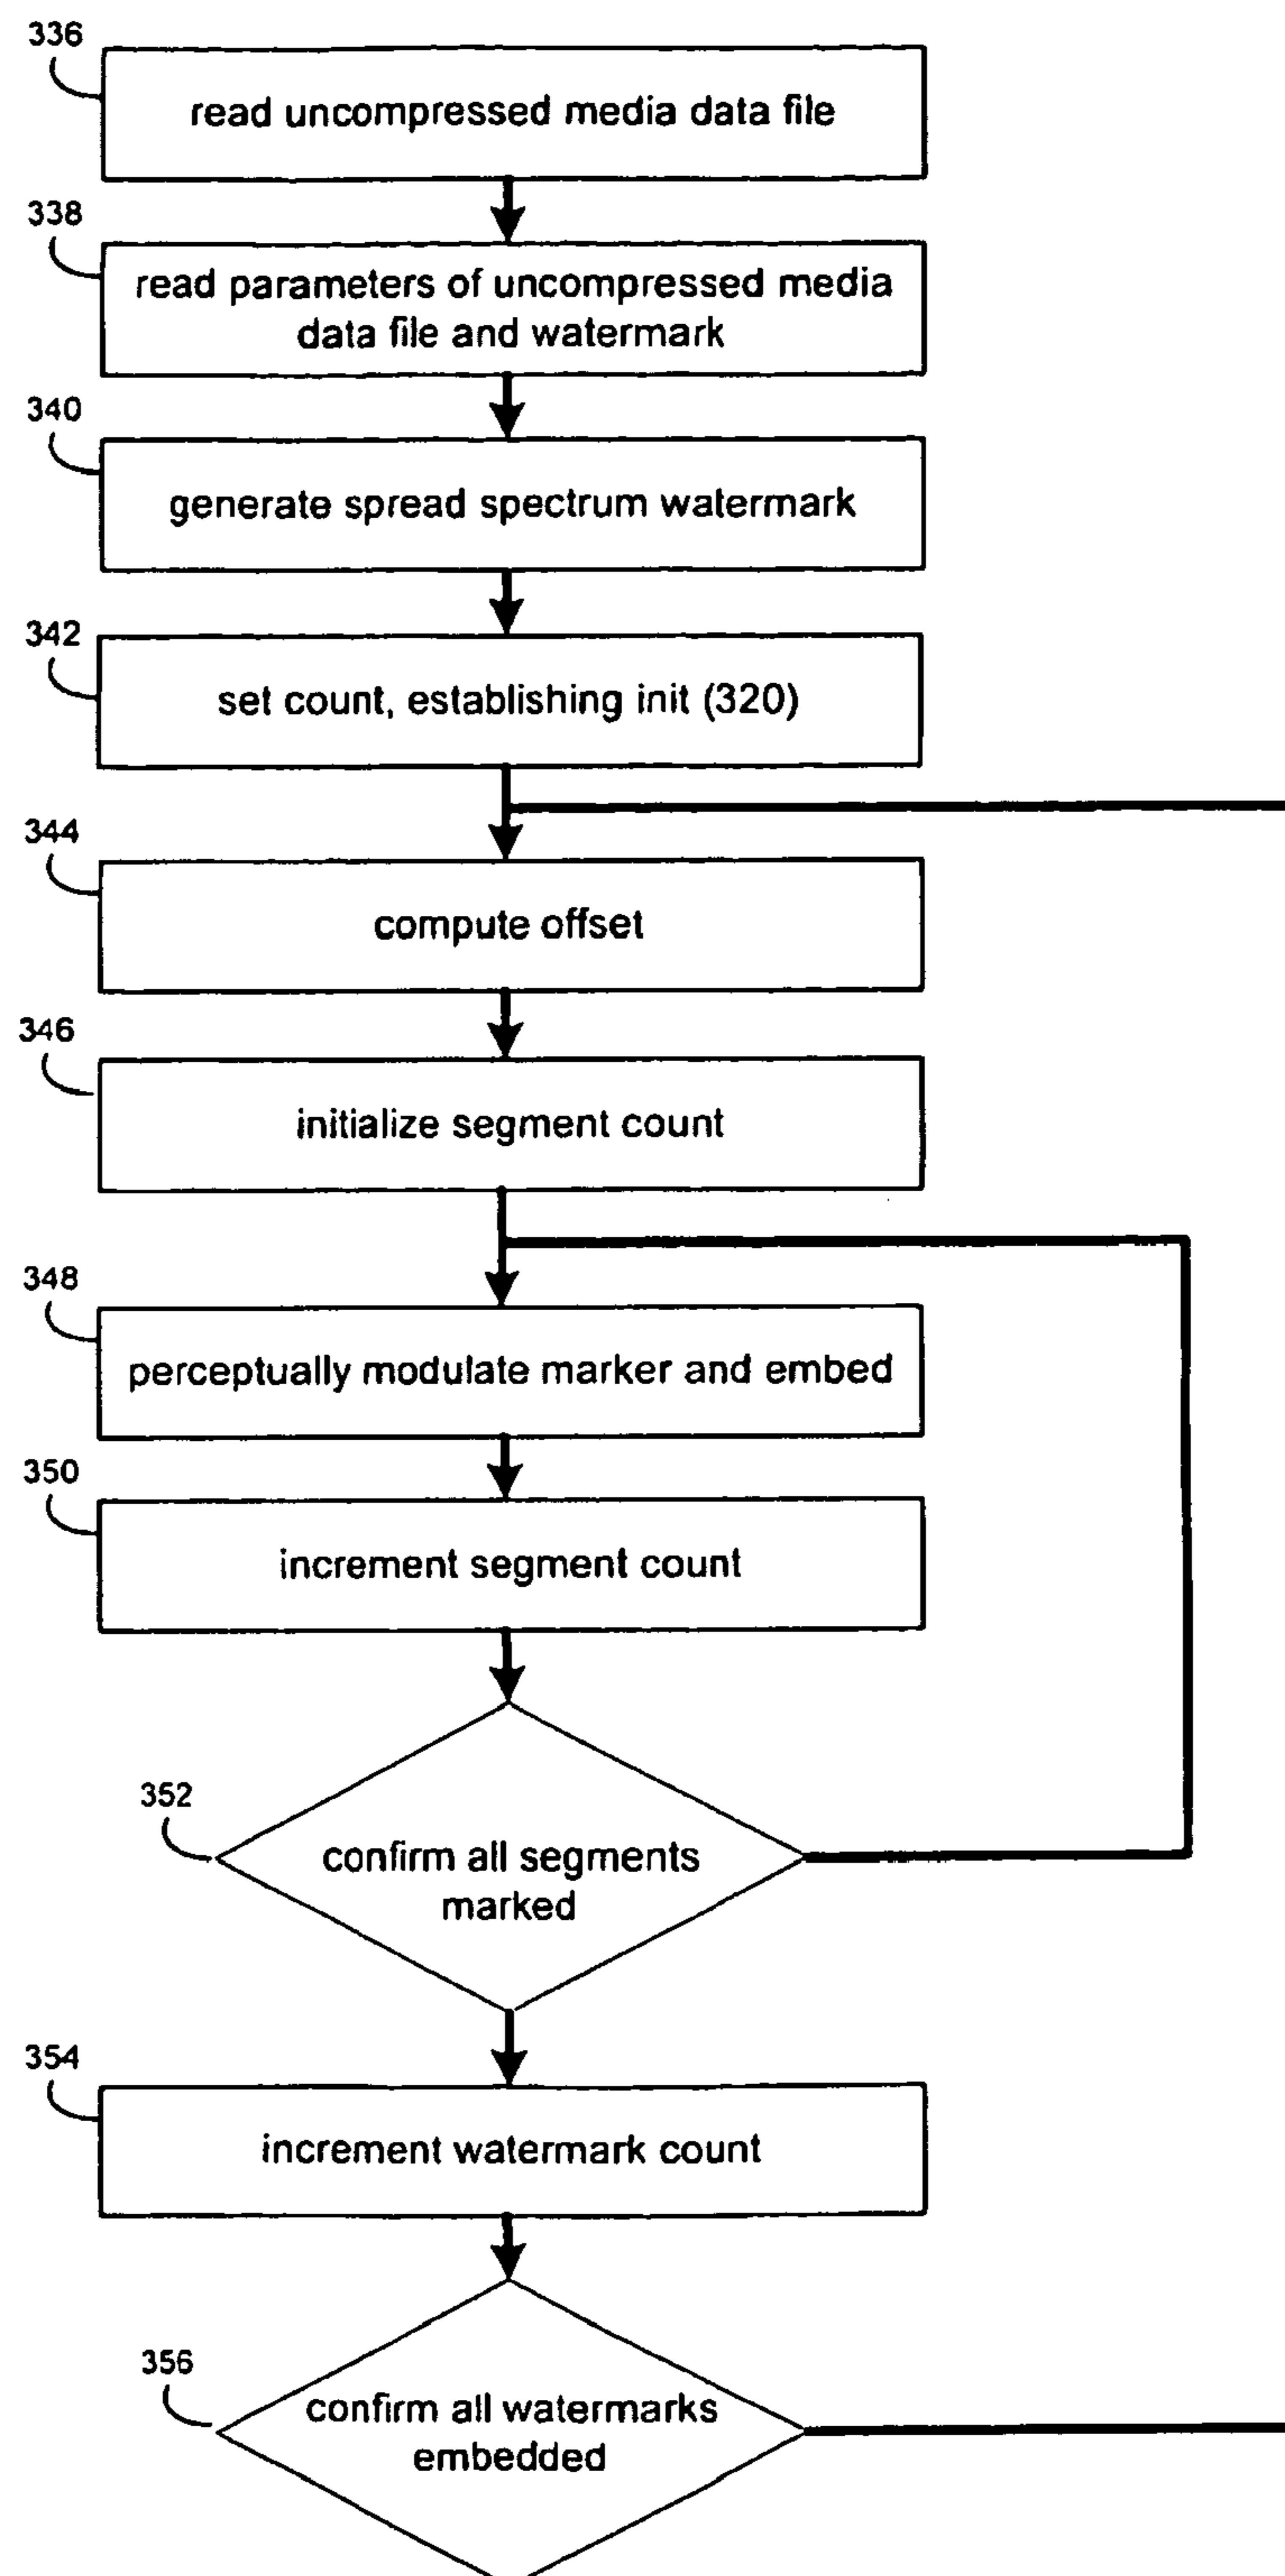 336
read uncompressed media data file
338
read parameters of uncompressed media
data file and watermark
340
generate spread spectrum watermark
342
set count, establishing init (320)
344
compute offset
346
initialize segment count
348
perceptually modulate marker and embed
350
increment segment count
352
confirm all segments
marked
354
increment watermark count
356
confirm all watermarks
embedded